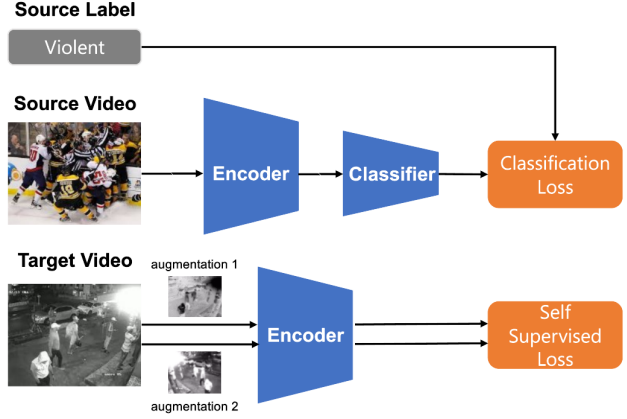 Source Label
Violent
Source Video
Encoder
Classifier
Classification
Loss
Target Video
augmentation 1
Encoder
Self
Supervised
Loss
augmentation 2